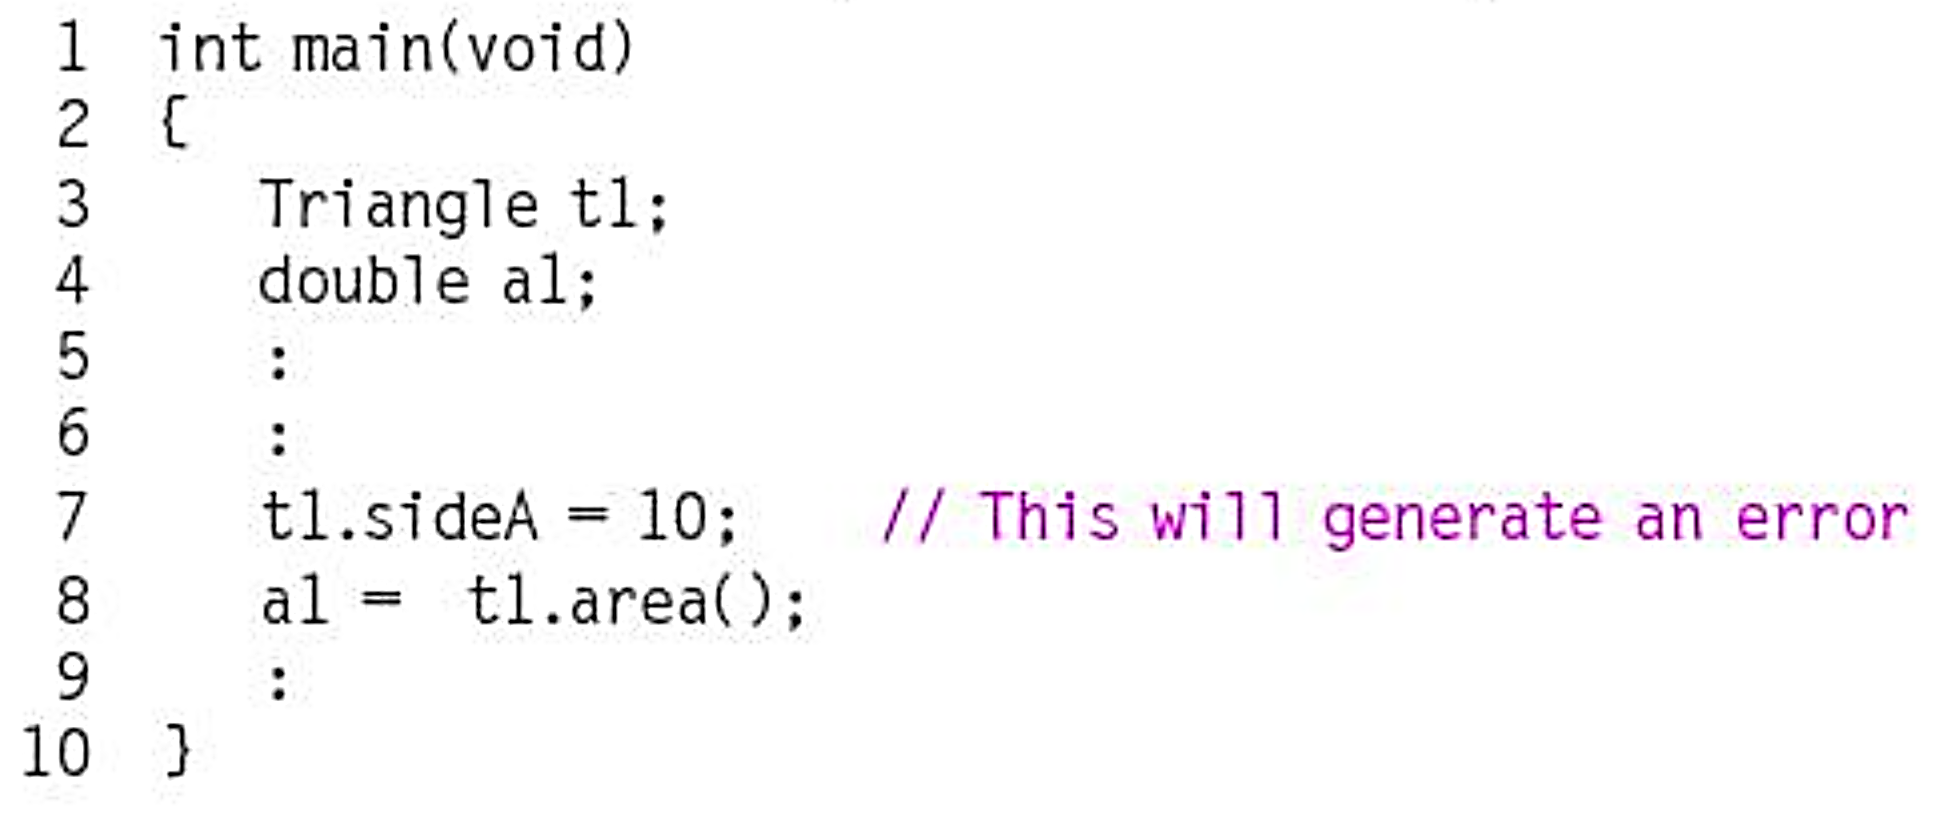 1 int main(void)
2 {
3 Triangle t1;
4 double a1;
5 :
6 :
7 t1.sideA = 10; // This will generate an error
8 a1 = t1.area();
9 :
10 }